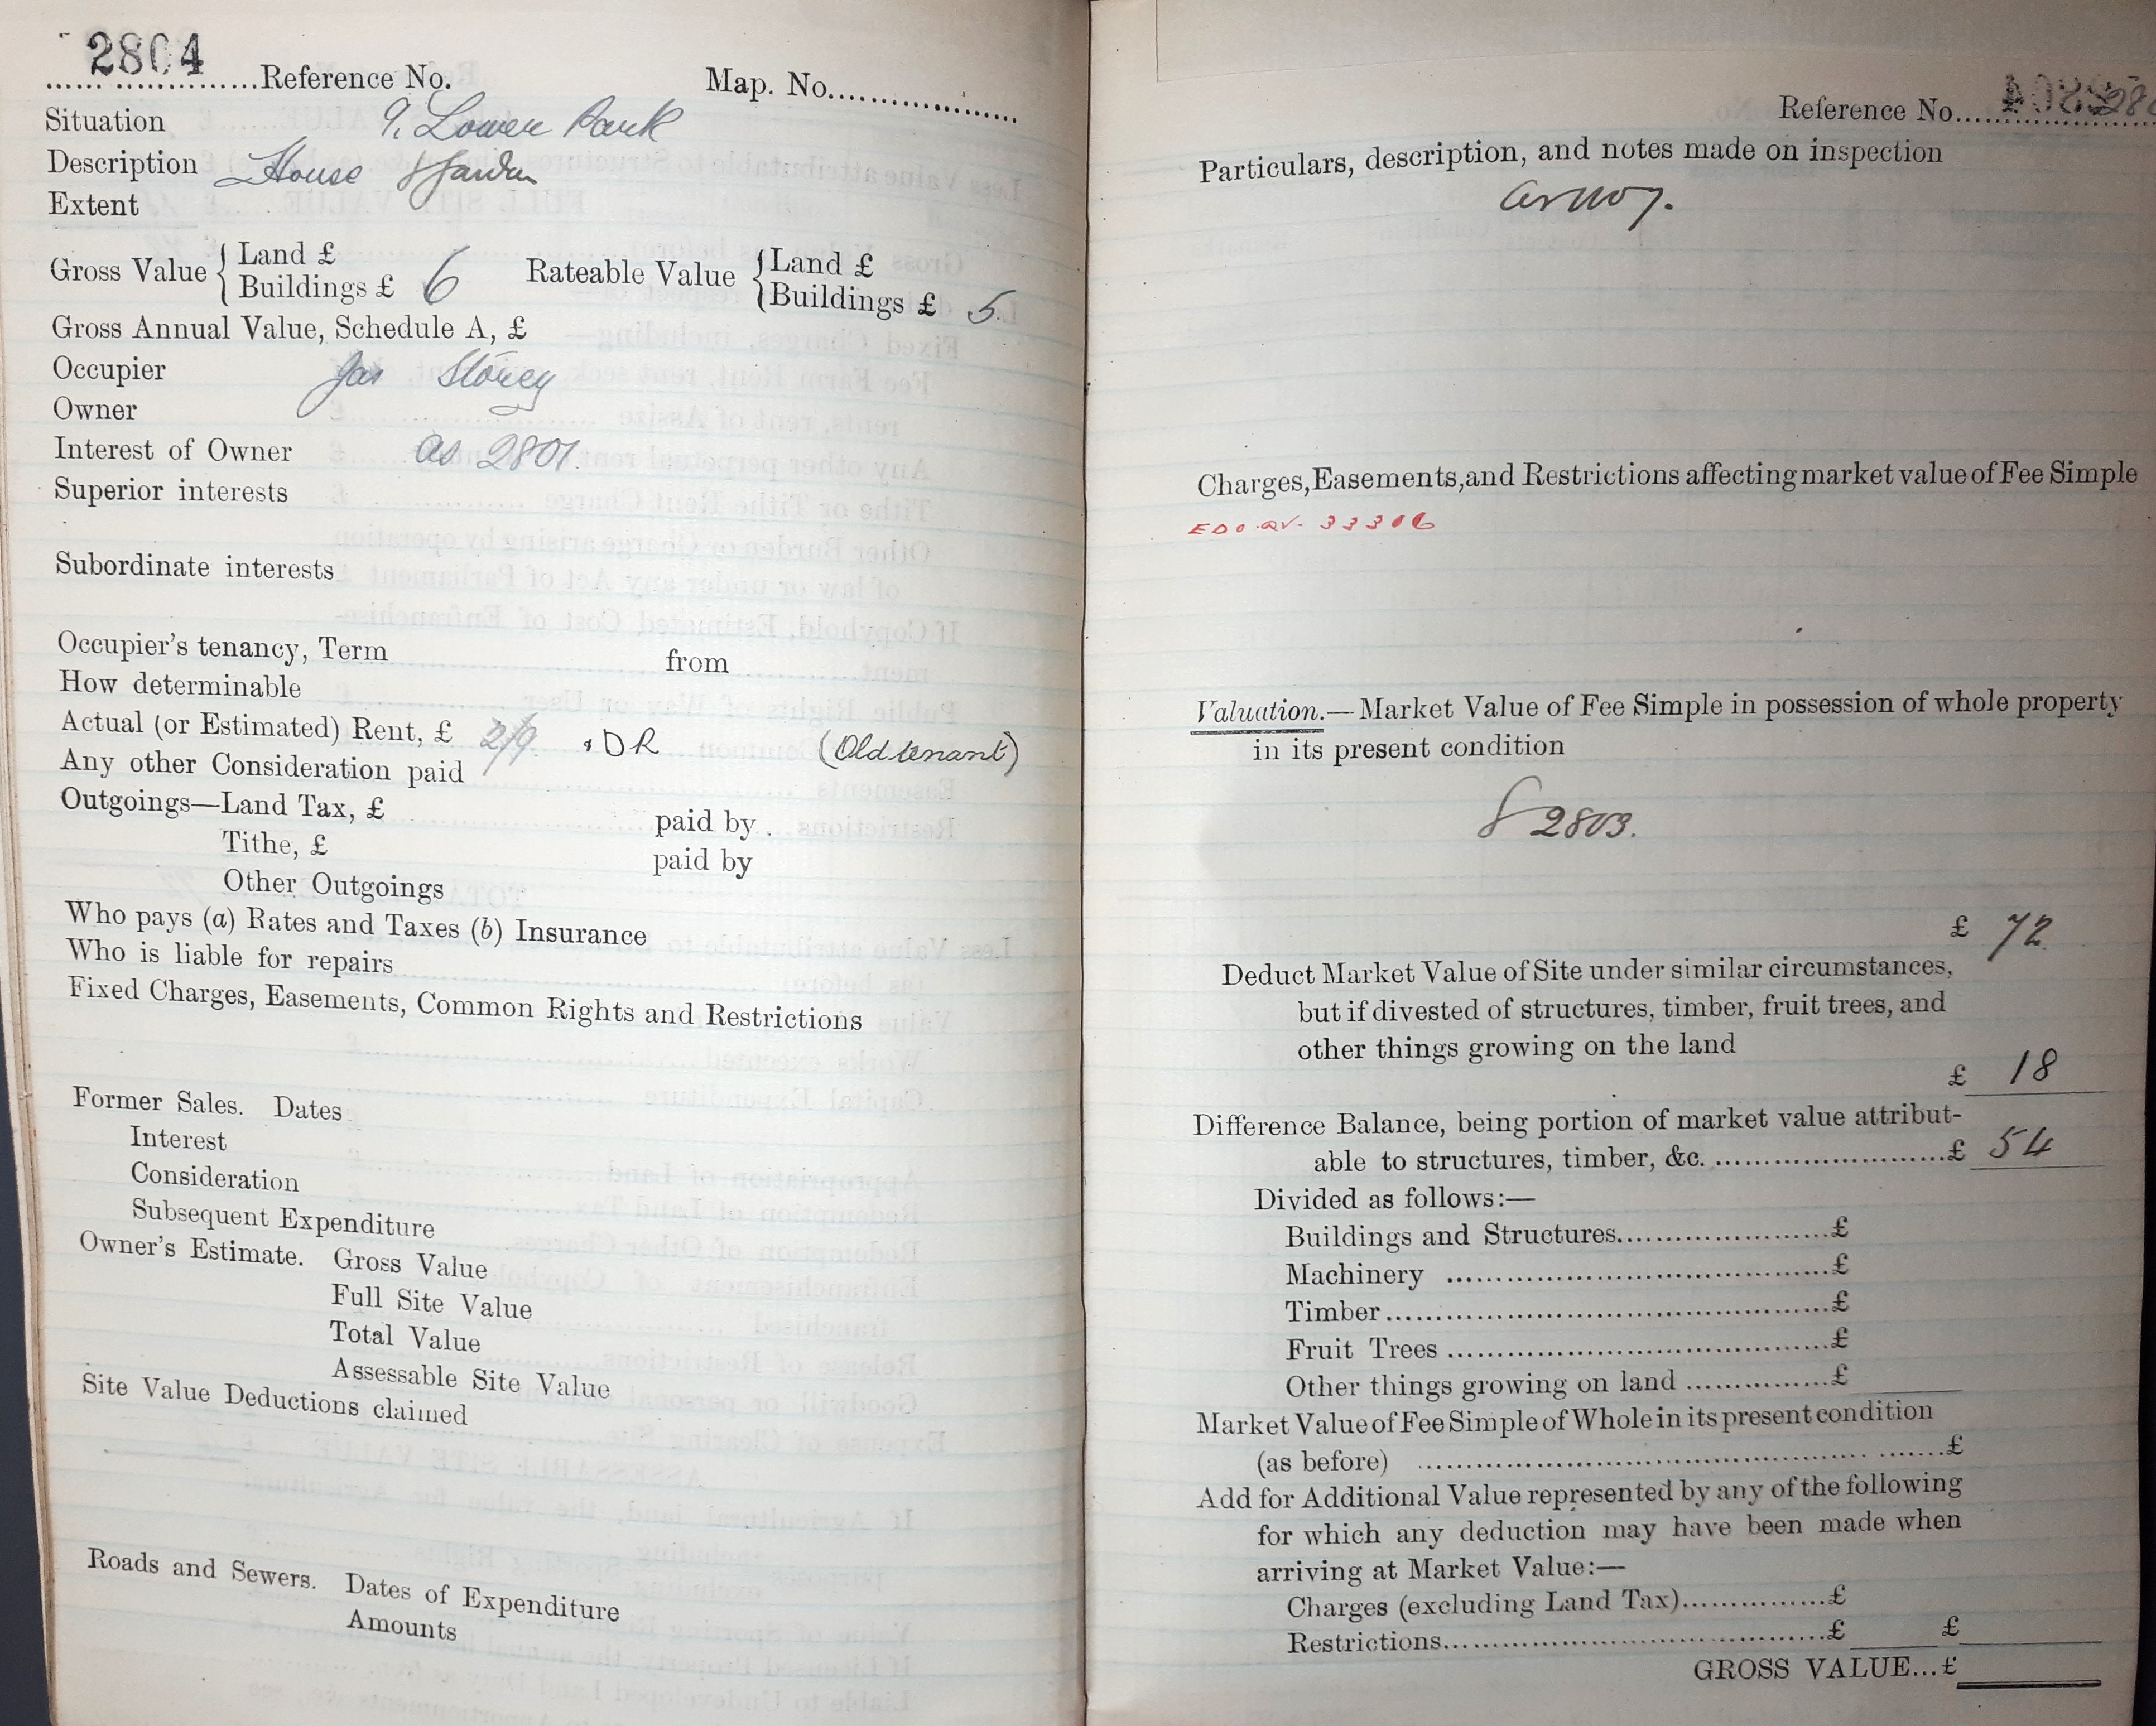 2804
Reference No. Map. No.
Situation 9, Lower Park
Description House & Garden
Extent
Gross Value { Land £
Buildings £ 6
Rateable Value { Land £
Buildings £ 5.
Gross Annual Value, Schedule A, £
Occupier Jas Storey
Owner
Interest of Owner as 2801.
Superior interests
Subordinate interests
Occupier's tenancy, Term from
How determinable
Actual (or Estimated) Rent, £ 2/9 + DR (Old tenant)
Any other Consideration paid
Outgoings—Land Tax, £ paid by
Tithe, £ paid by
Other Outgoings
Who pays (a) Rates and Taxes (b) Insurance
Who is liable for repairs
Fixed Charges, Easements, Common Rights and Restrictions
Former Sales. Dates
Interest
Consideration
Subsequent Expenditure
Owner's Estimate. Gross Value
Full Site Value
Total Value
Assessable Site Value
Site Value Deductions claimed
Roads and Sewers. Dates of Expenditure
Amounts
Reference No.
Particulars, description, and notes made on inspection
as No 7.
Charges, Easements, and Restrictions affecting market value of Fee Simple
33306
Valuation.—Market Value of Fee Simple in possession of whole property
in its present condition
2803.
£ 72
Deduct Market Value of Site under similar circumstances,
but if divested of structures, timber, fruit trees, and
other things growing on the land
£ 18
Difference Balance, being portion of market value attribut-
able to structures, timber, &c. £ 54
Divided as follows:—
Buildings and Structures £
Machinery £
Timber £
Fruit Trees £
Other things growing on land £
Market Value of Fee Simple of Whole in its present condition
(as before) £
Add for Additional Value represented by any of the following
for which any deduction may have been made when
arriving at Market Value:—
Charges (excluding Land Tax) £
Restrictions £ £
GROSS VALUE...£